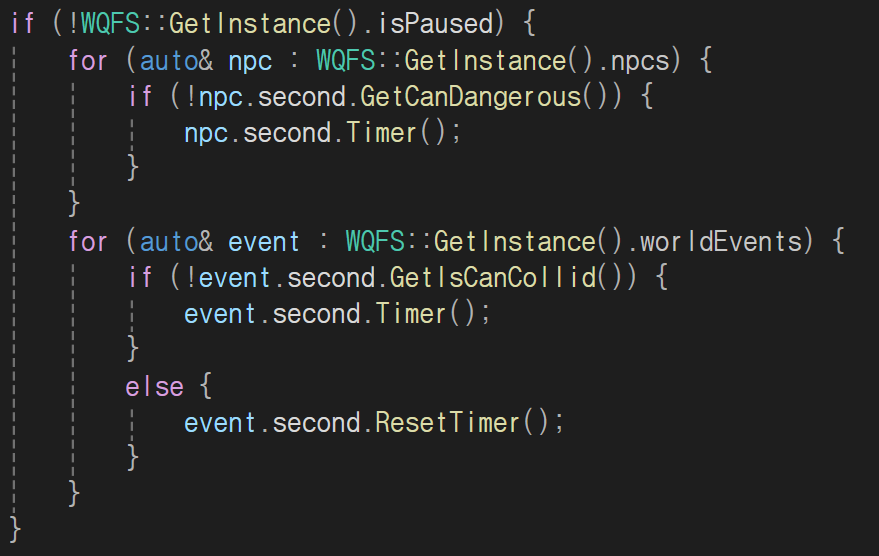 if (!WQFS::GetInstance().isPaused) {
    for (auto& npc : WQFS::GetInstance().npcs) {
        if (!npc.second.GetCanDangerous()) {
            npc.second.Timer();
        }
    }
    for (auto& event : WQFS::GetInstance().worldEvents) {
        if (!event.second.GetIsCanCollid()) {
            event.second.Timer();
        }
        else {
            event.second.ResetTimer();
        }
    }
}